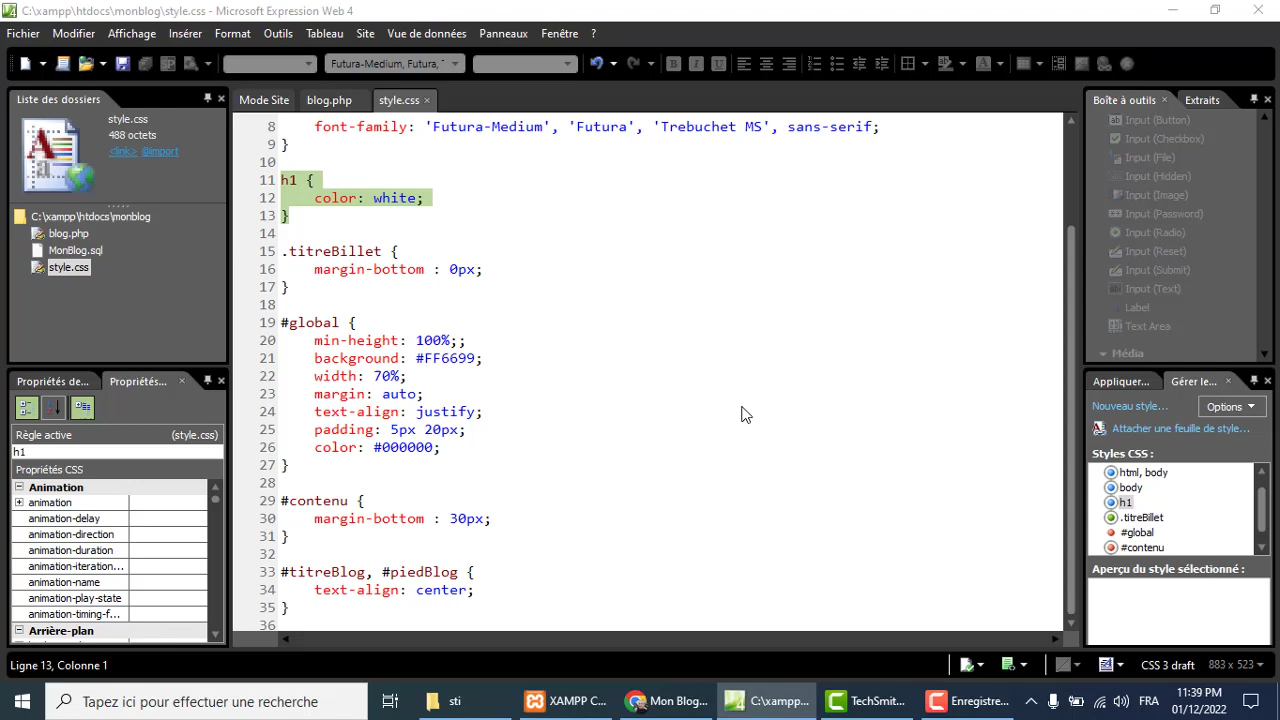 C:\xampp\htdocs\monblog\style.css - Microsoft Expression Web 4
Fichier Modifier Affichage Insérer Format Outils Tableau Site Vue de données Panneaux Fenêtre ?
Futura-Medium, Futura, '
Liste des dossiers
style.css
488 octets
<link> @import
C:\xampp\htdocs\monblog
blog.php
MonBlog.sql
style.css
Propriétés de... Propriétés...
Règle active (style.css)
h1
Propriétés CSS
Animation
animation
animation-delay
animation-direction
animation-duration
animation-iteration...
animation-name
animation-play-state
animation-timing-f...
Arrière-plan
Mode Site blog.php style.css
8 font-family: 'Futura-Medium', 'Futura', 'Trebuchet MS', sans-serif;
9 }
10
11 h1 {
12 color: white;
13 }
14
15 .titreBillet {
16 margin-bottom : 0px;
17 }
18
19 #global {
20 min-height: 100%;;
21 background: #FF6699;
22 width: 70%;
23 margin: auto;
24 text-align: justify;
25 padding: 5px 20px;
26 color: #000000;
27 }
28
29 #contenu {
30 margin-bottom : 30px;
31 }
32
33 #titreBlog, #piedBlog {
34 text-align: center;
35 }
36
Boîte à outils Extraits
Input (Button)
Input (Checkbox)
Input (File)
Input (Hidden)
Input (Image)
Input (Password)
Input (Radio)
Input (Reset)
Input (Submit)
Input (Text)
Label
Text Area
Média
Appliquer... Gérer le...
Nouveau style... Options
Attacher une feuille de style...
Styles CSS :
html, body
body
h1
.titreBillet
#global
#contenu
Aperçu du style sélectionné :
Ligne 13, Colonne 1 CSS 3 draft 883 x 523
Tapez ici pour effectuer une recherche sti XAMPP C... Mon Blog... C:\xampp... TechSmit... Enregistre... FRA 11:39 PM
01/12/2022